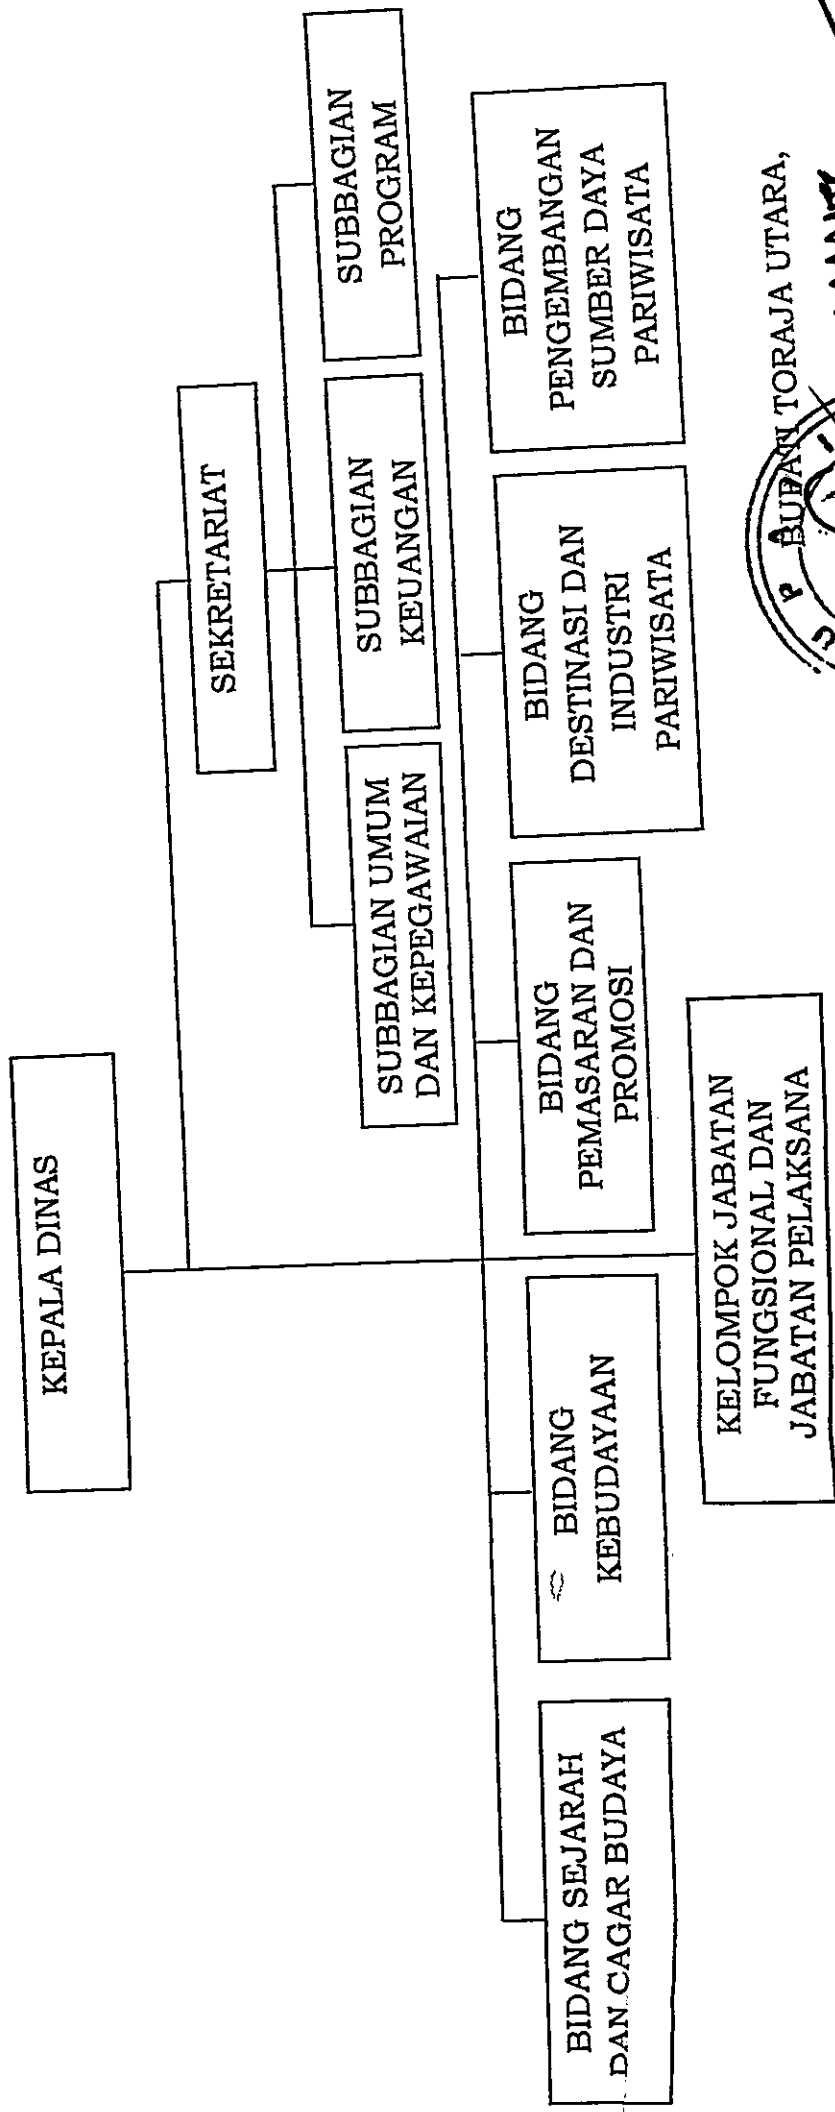 KEPALA DINAS
SEKRETARIAT
SUBBAGIAN UMUM
DAN KEPEGAWAIAN
SUBBAGIAN
KEUANGAN
SUBBAGIAN
PROGRAM
BIDANG SEJARAH
DAN CAGAR BUDAYA
BIDANG
KEBUDAYAAN
BIDANG
PEMASARAN DAN
PROMOSI
BIDANG
DESTINASI DAN
INDUSTRI
PARIWISATA
BIDANG
PENGEMBANGAN
SUMBER DAYA
PARIWISATA
KELOMPOK JABATAN
FUNGSIONAL DAN
JABATAN PELAKSANA
BUPATI TORAJA UTARA,